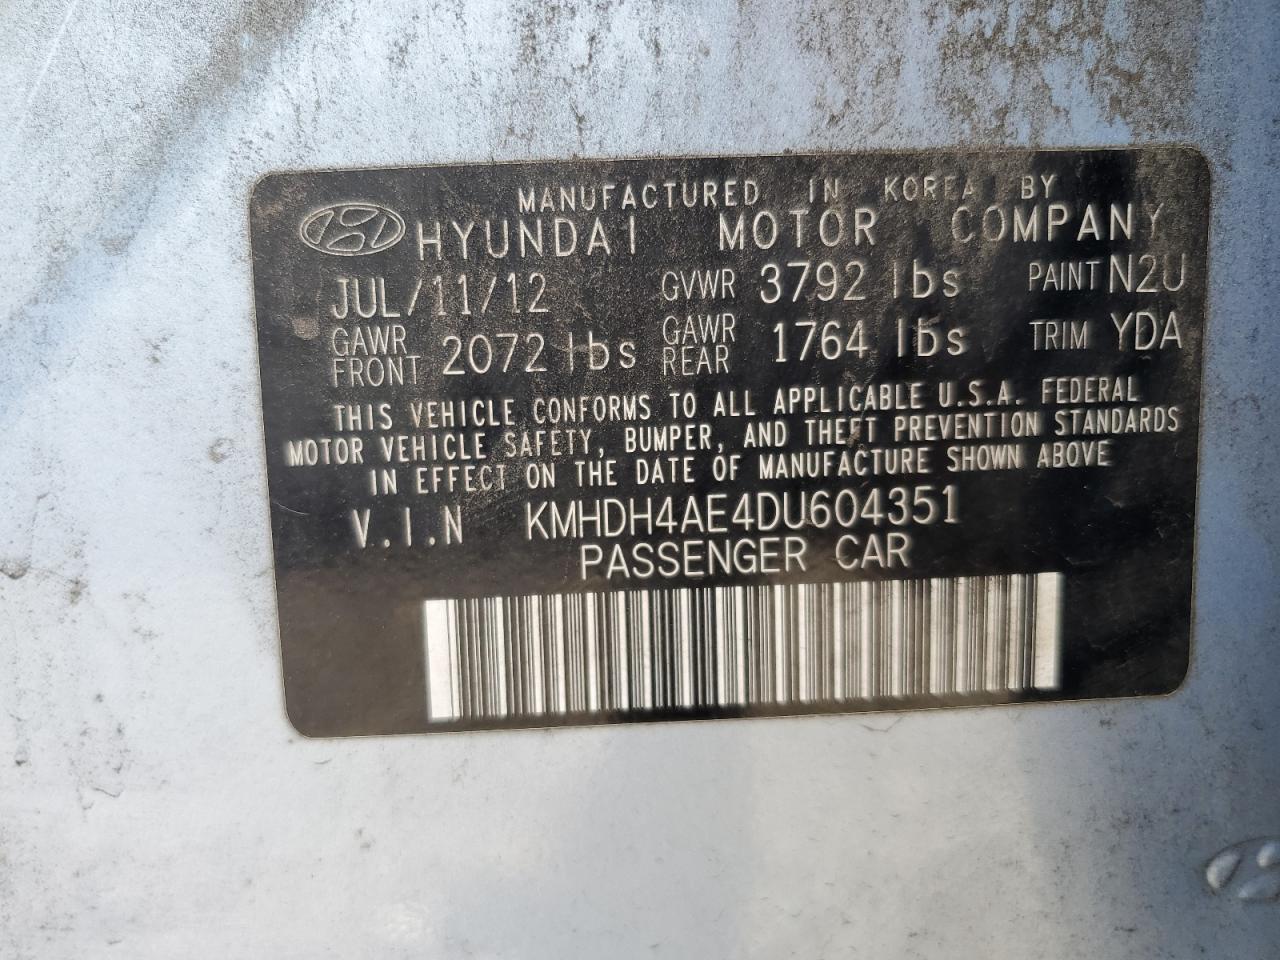 MANUFACTURED IN KOREA BY
HYUNDAI MOTOR COMPANY
JUL/11/12 GVWR 3792 lbs PAINT N2U
GAWR FRONT 2072 lbs GAWR REAR 1764 lbs TRIM YDA
THIS VEHICLE CONFORMS TO ALL APPLICABLE U.S.A. FEDERAL
MOTOR VEHICLE SAFETY, BUMPER, AND THEFT PREVENTION STANDARDS
IN EFFECT ON THE DATE OF MANUFACTURE SHOWN ABOVE
V.I.N KMHDH4AE4DU604351
PASSENGER CAR